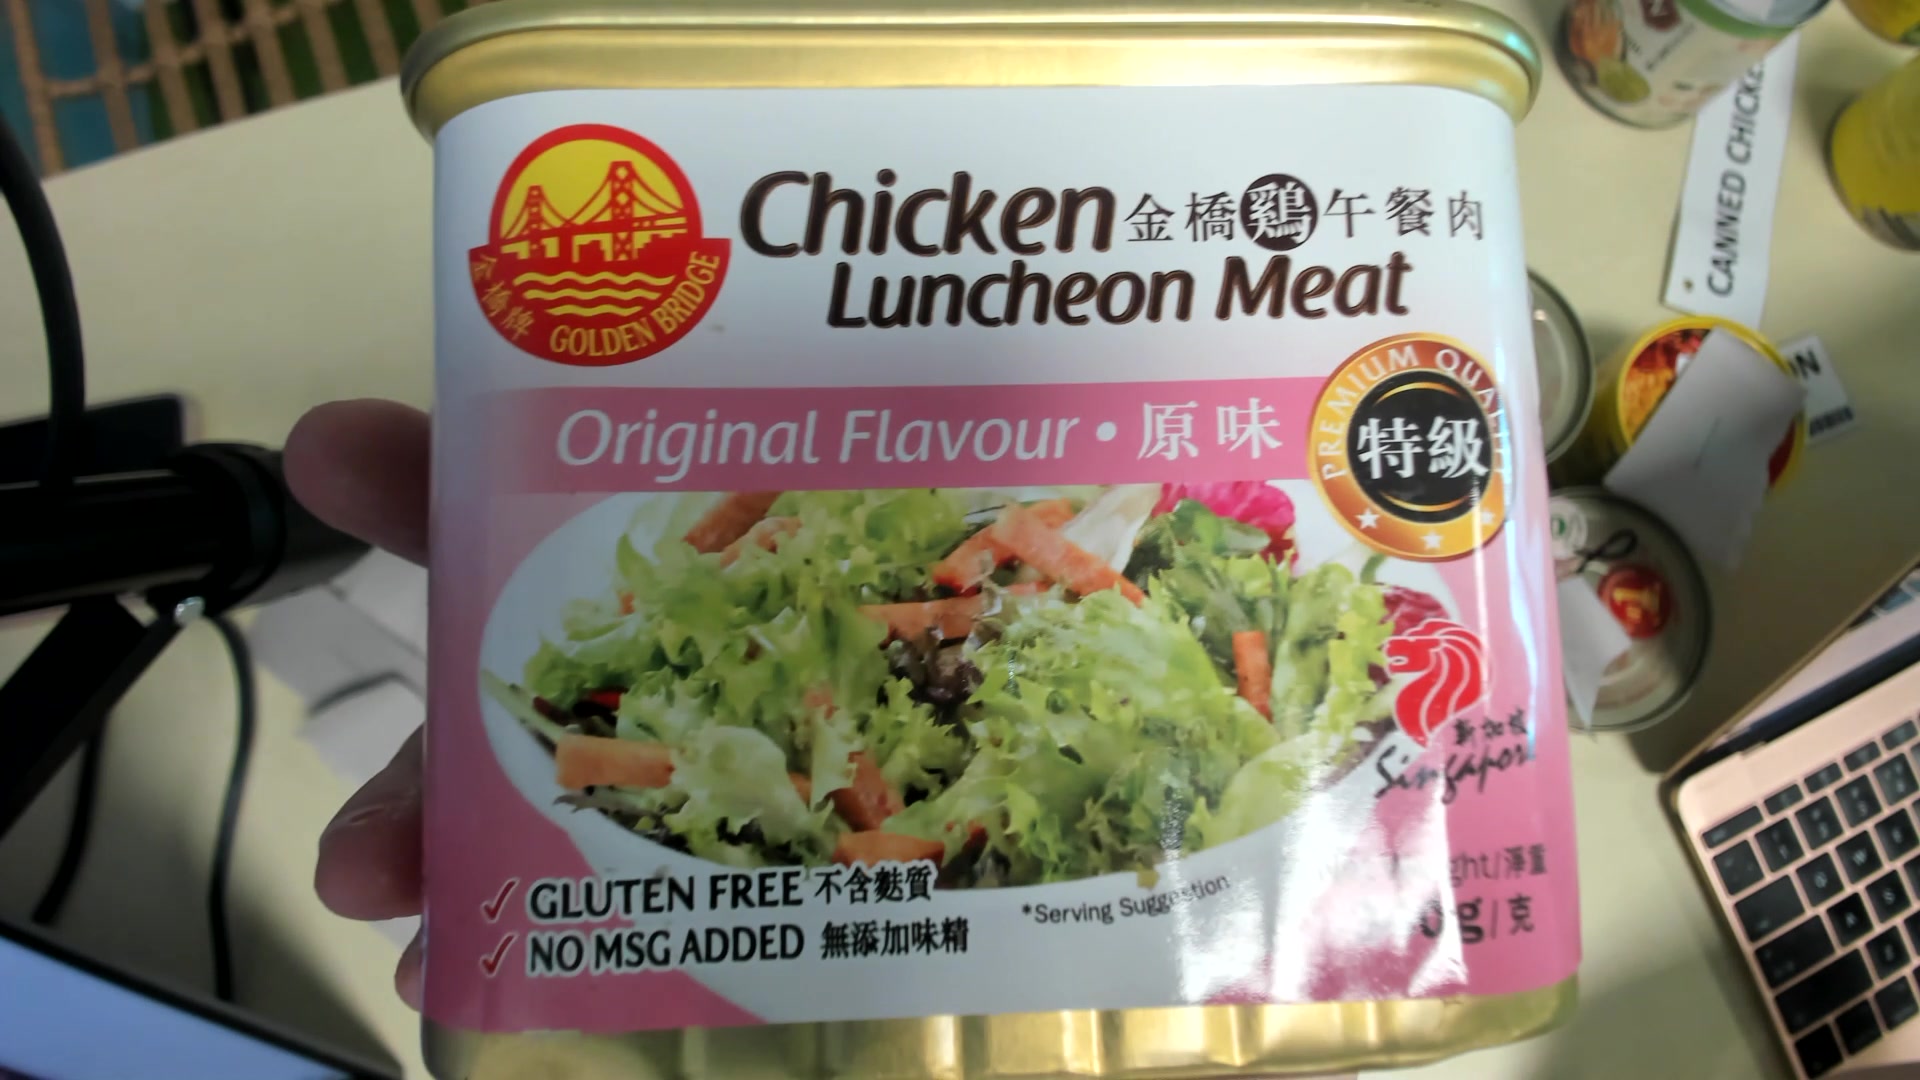 Chicken 金橋鷄午餐肉
Luncheon Meat
金橋牌 GOLDEN BRIDGE
Original Flavour • 原味
PREMIUM QUALITY
特級
新加坡
Singapore
✓ GLUTEN FREE 不含麩質
✓ NO MSG ADDED 無添加味精
*Serving Suggestion
/淨重
g/克
CANNED CHICKE